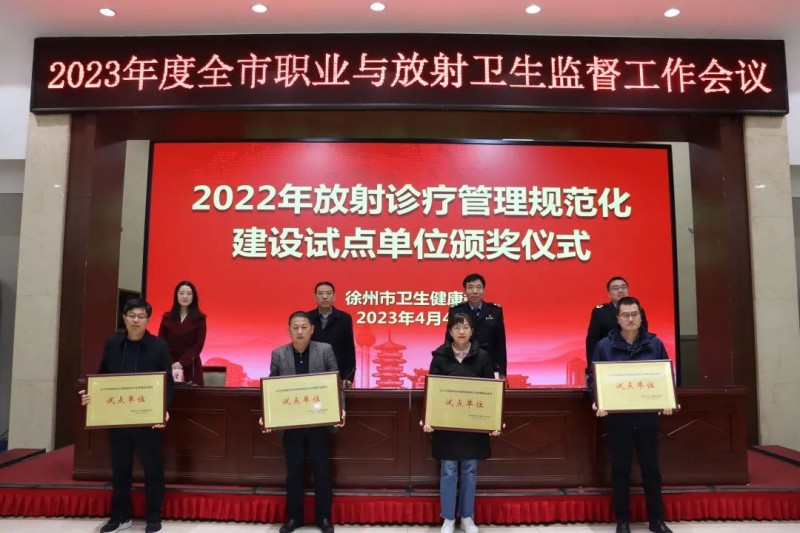 2023年度全市职业与放射卫生监督工作会议
2022年放射诊疗管理规范化
建设试点单位颁奖仪式
徐州市卫生健康
2023年4月4
试点单位
试点单位
试点单位
试点单位